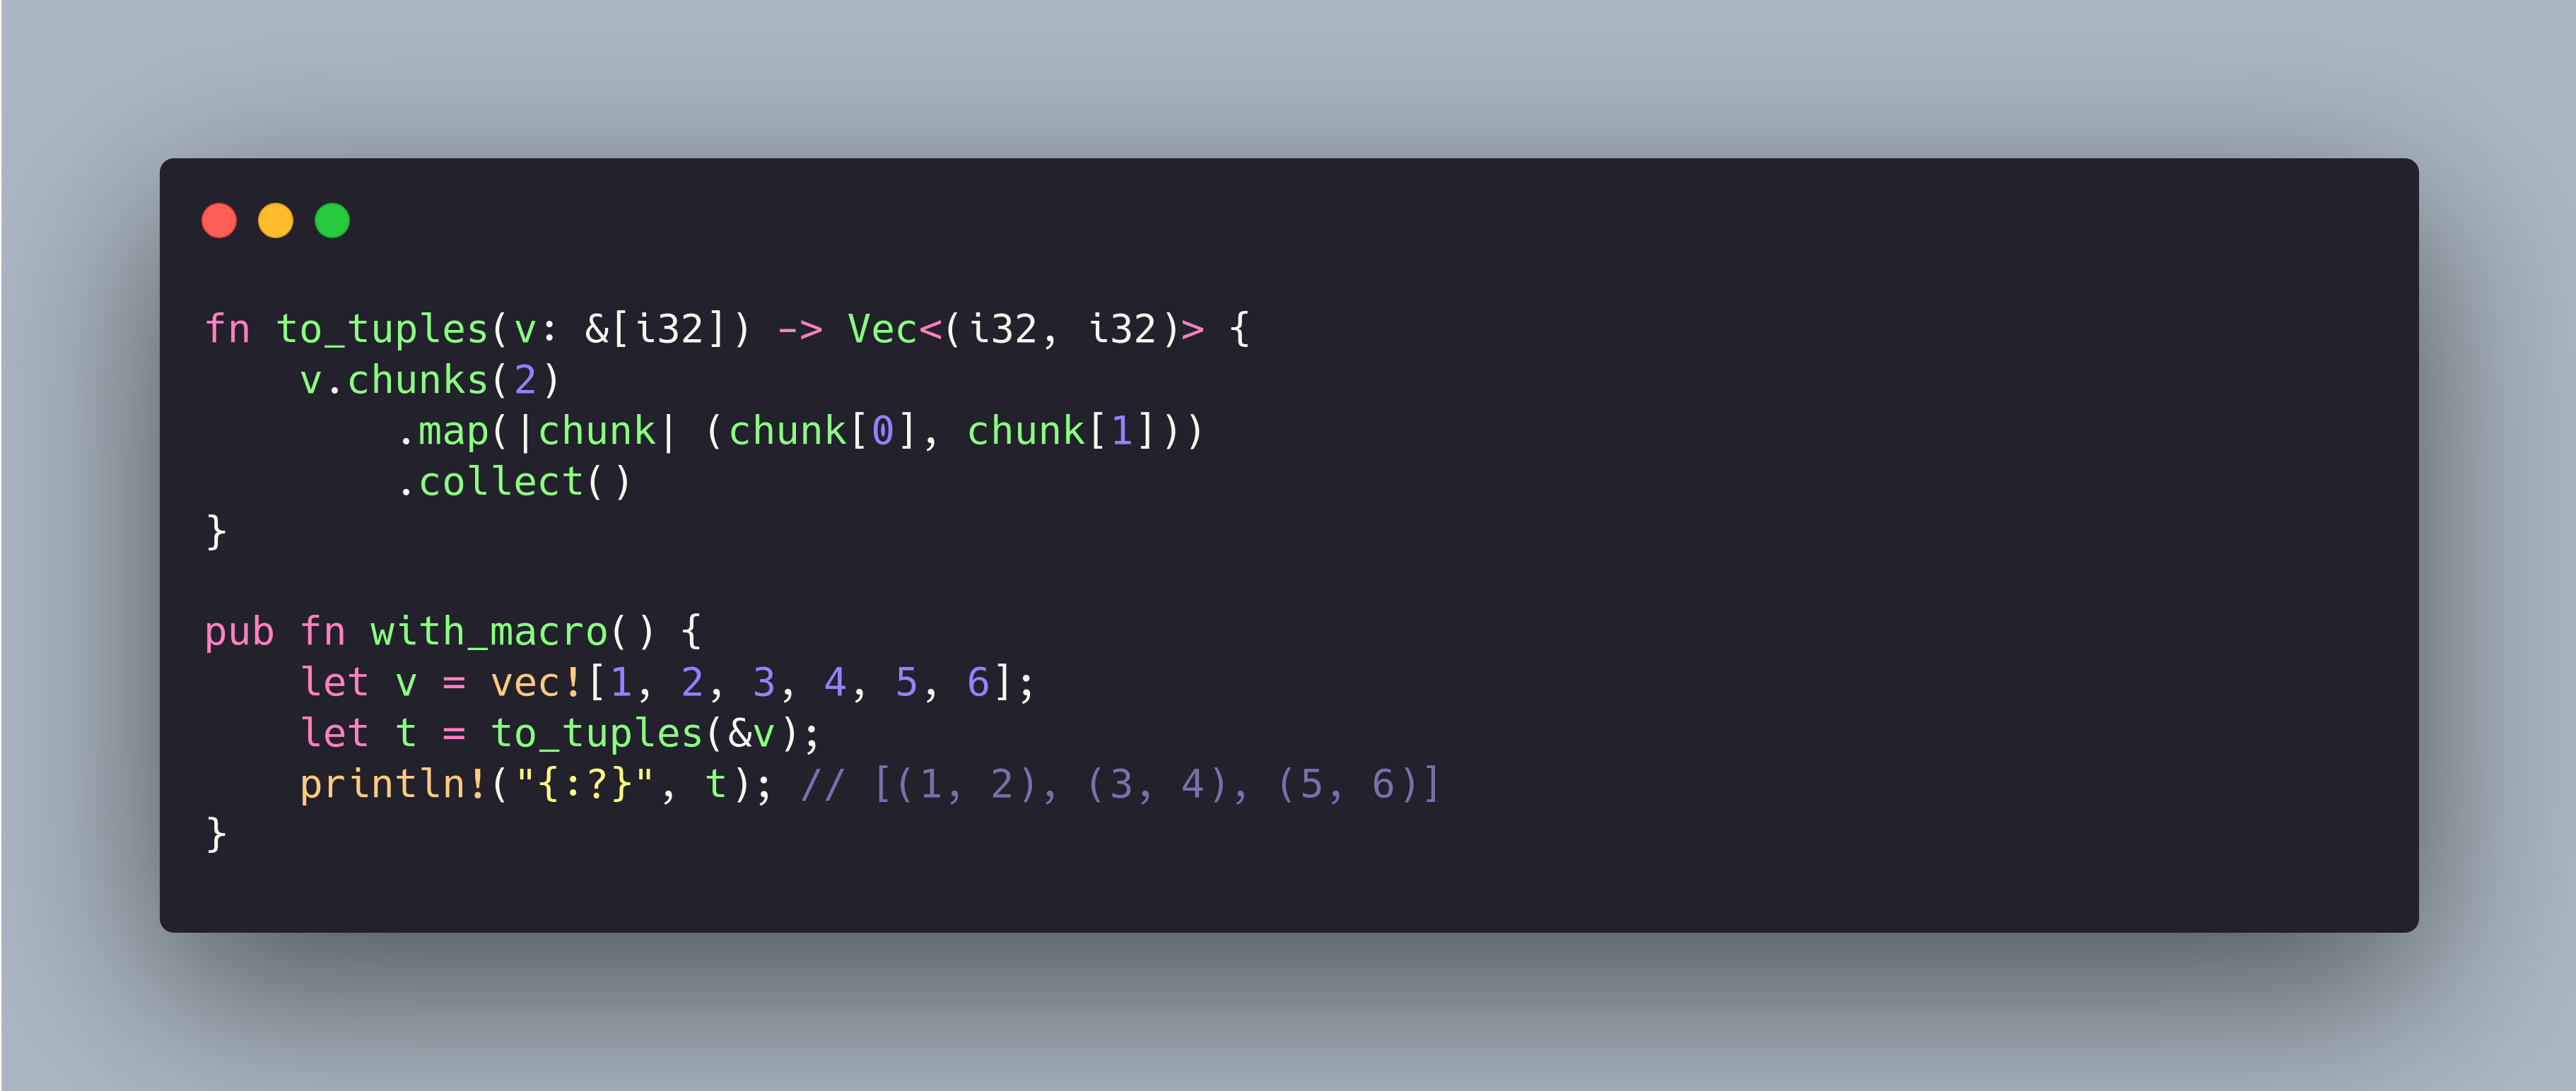 fn to_tuples(v: &[i32]) -> Vec<(i32, i32)> {
    v.chunks(2)
        .map(|chunk| (chunk[0], chunk[1]))
        .collect()
}

pub fn with_macro() {
    let v = vec![1, 2, 3, 4, 5, 6];
    let t = to_tuples(&v);
    println!("{:?}", t); // [(1, 2), (3, 4), (5, 6)]
}